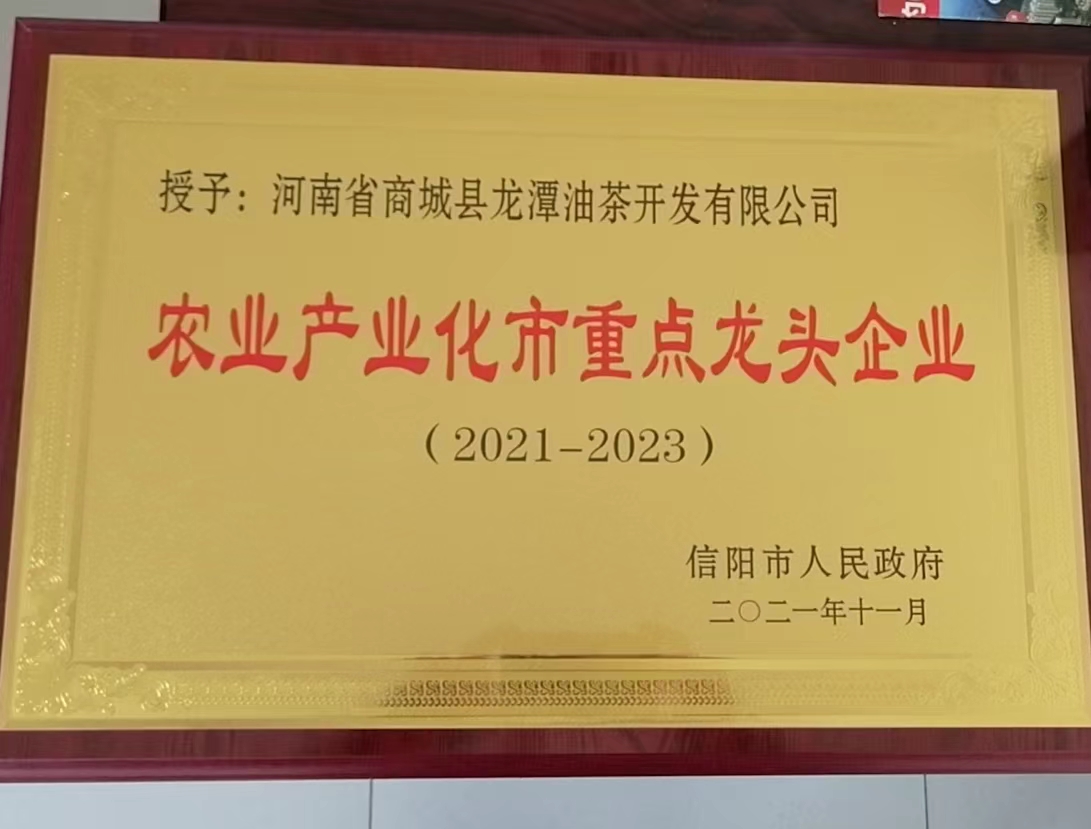 授予：河南省商城县龙潭油茶开发有限公司
农业产业化市重点龙头企业
（2021-2023）
信阳市人民政府
二〇二一年十一月